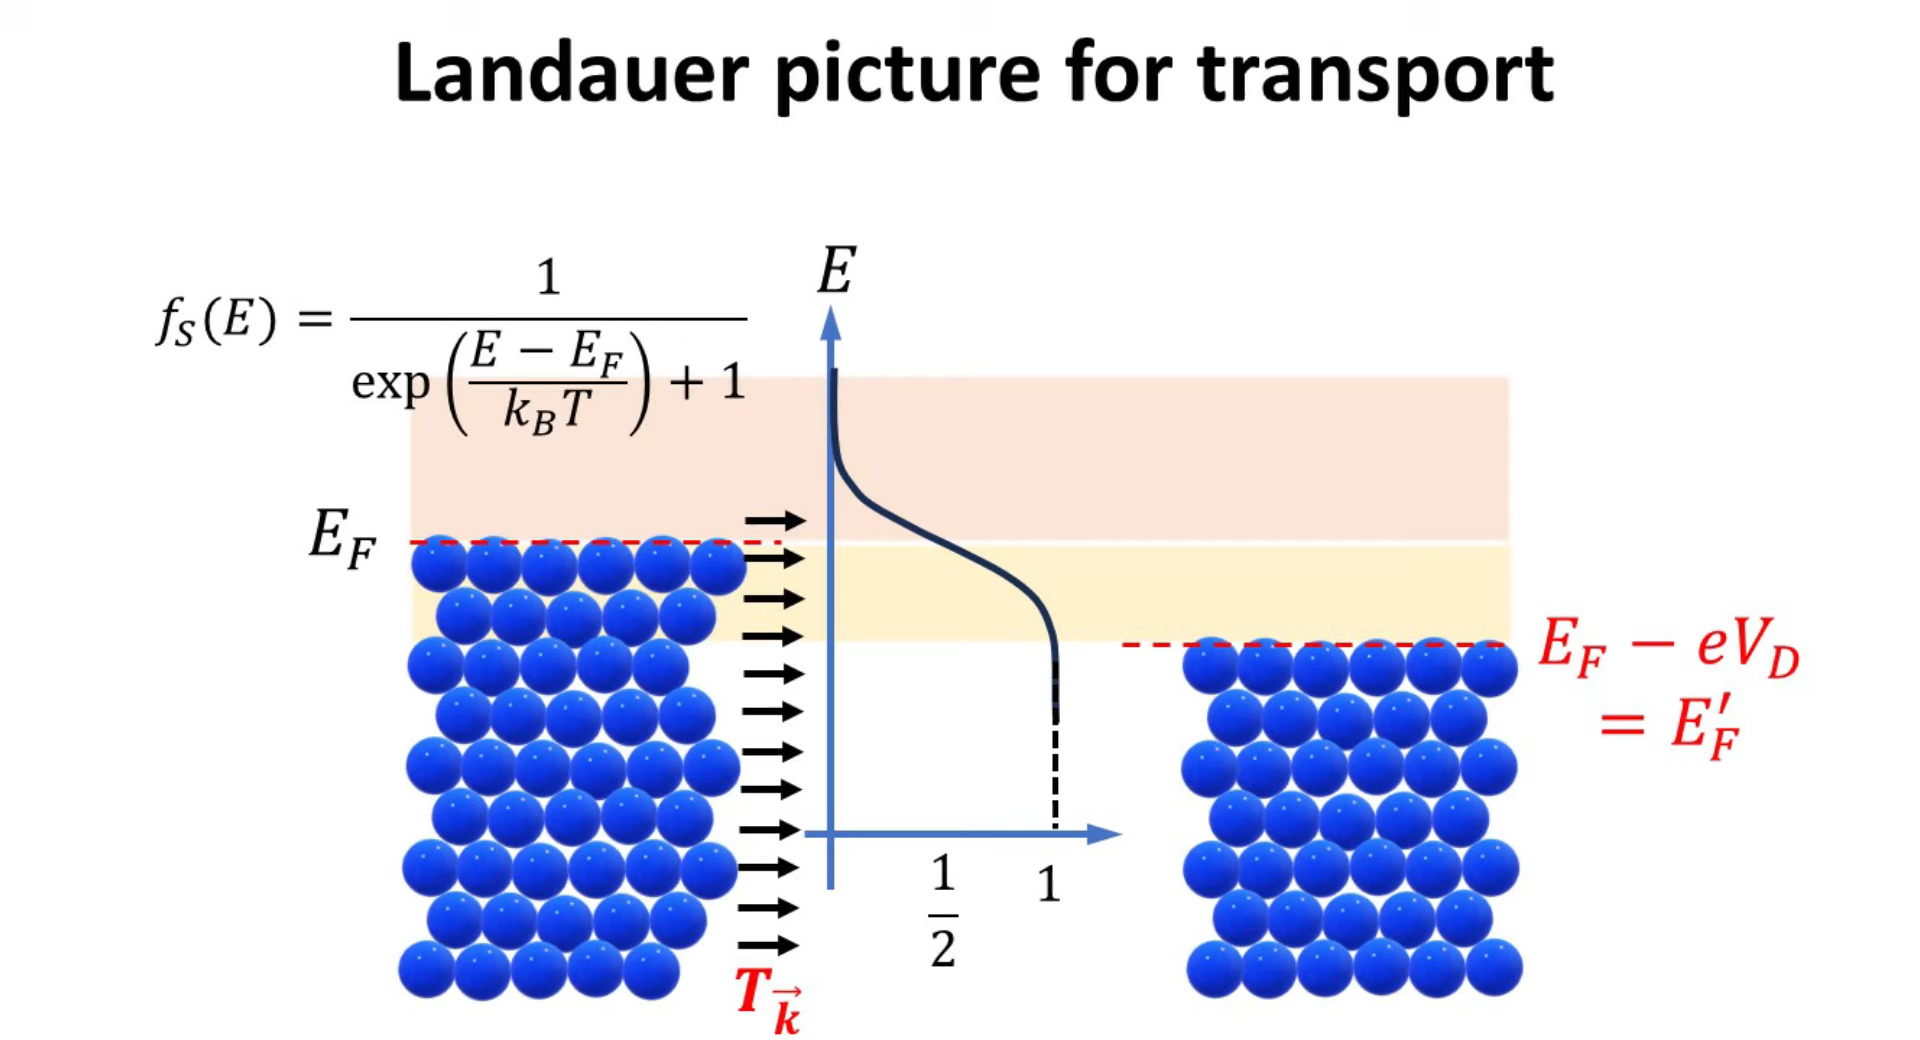 Landauer picture for transport
f_S(E) = 1 / (exp((E − E_F) / (k_B T)) + 1)
E
E_F
E_F − eV_D
= E′_F
1/2
1
T_k⃗